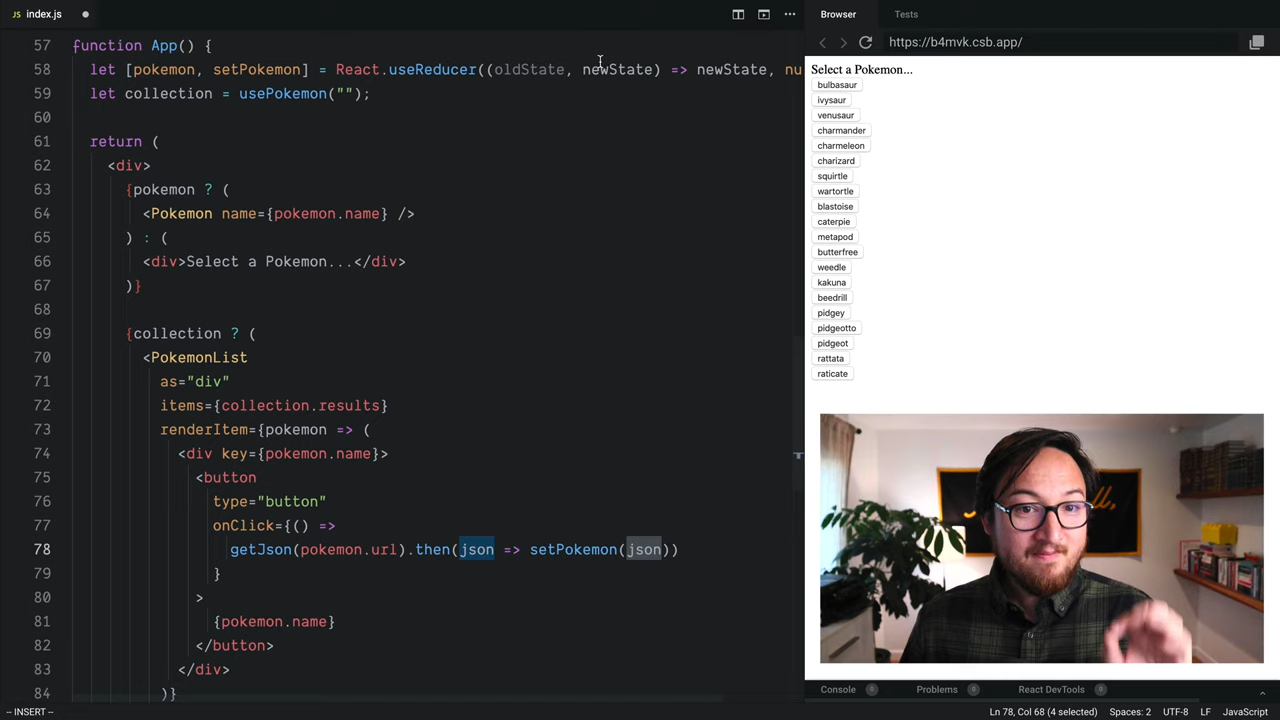 JS index.js
57 function App() {
58 let [pokemon, setPokemon] = React.useReducer((oldState, newState) => newState, nu
59 let collection = usePokemon("");
60
61 return (
62 <div>
63 {pokemon ? (
64 <Pokemon name={pokemon.name} />
65 ) : (
66 <div>Select a Pokemon...</div>
67 )}
68
69 {collection ? (
70 <PokemonList
71 as="div"
72 items={collection.results}
73 renderItem={pokemon => (
74 <div key={pokemon.name}>
75 <button
76 type="button"
77 onClick={() =>
78 getJson(pokemon.url).then(json => setPokemon(json))
79 }
80 >
81 {pokemon.name}
82 </button>
83 </div>
84 )}
-- INSERT --
Browser Tests
https://b4mvk.csb.app/
Select a Pokemon...
bulbasaur
ivysaur
venusaur
charmander
charmeleon
charizard
squirtle
wartortle
blastoise
caterpie
metapod
butterfree
weedle
kakuna
beedrill
pidgey
pidgeotto
pidgeot
rattata
raticate
Console 0 Problems 0 React DevTools 0
Ln 78, Col 68 (4 selected) Spaces: 2 UTF-8 LF JavaScript